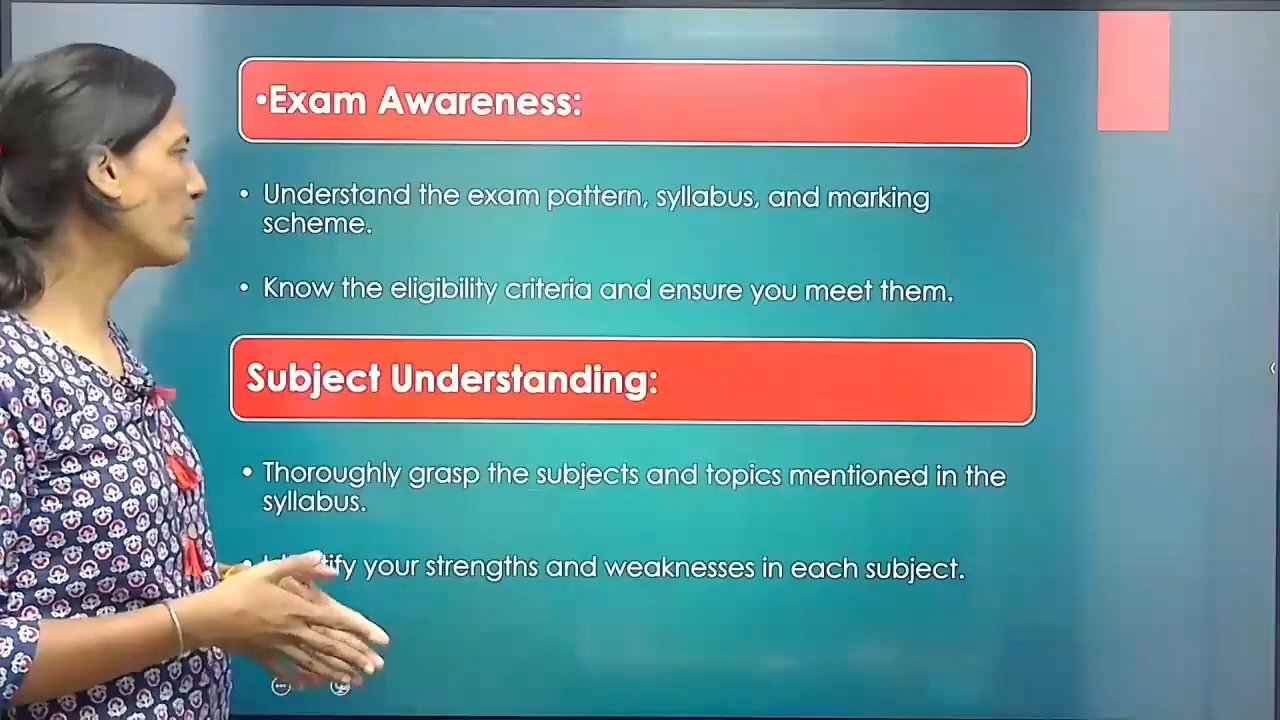 •Exam Awareness:
• Understand the exam pattern, syllabus, and marking
scheme.
• Know the eligibility criteria and ensure you meet them.
Subject Understanding:
• Thoroughly grasp the subjects and topics mentioned in the
syllabus.
your strengths and weaknesses in each subject.